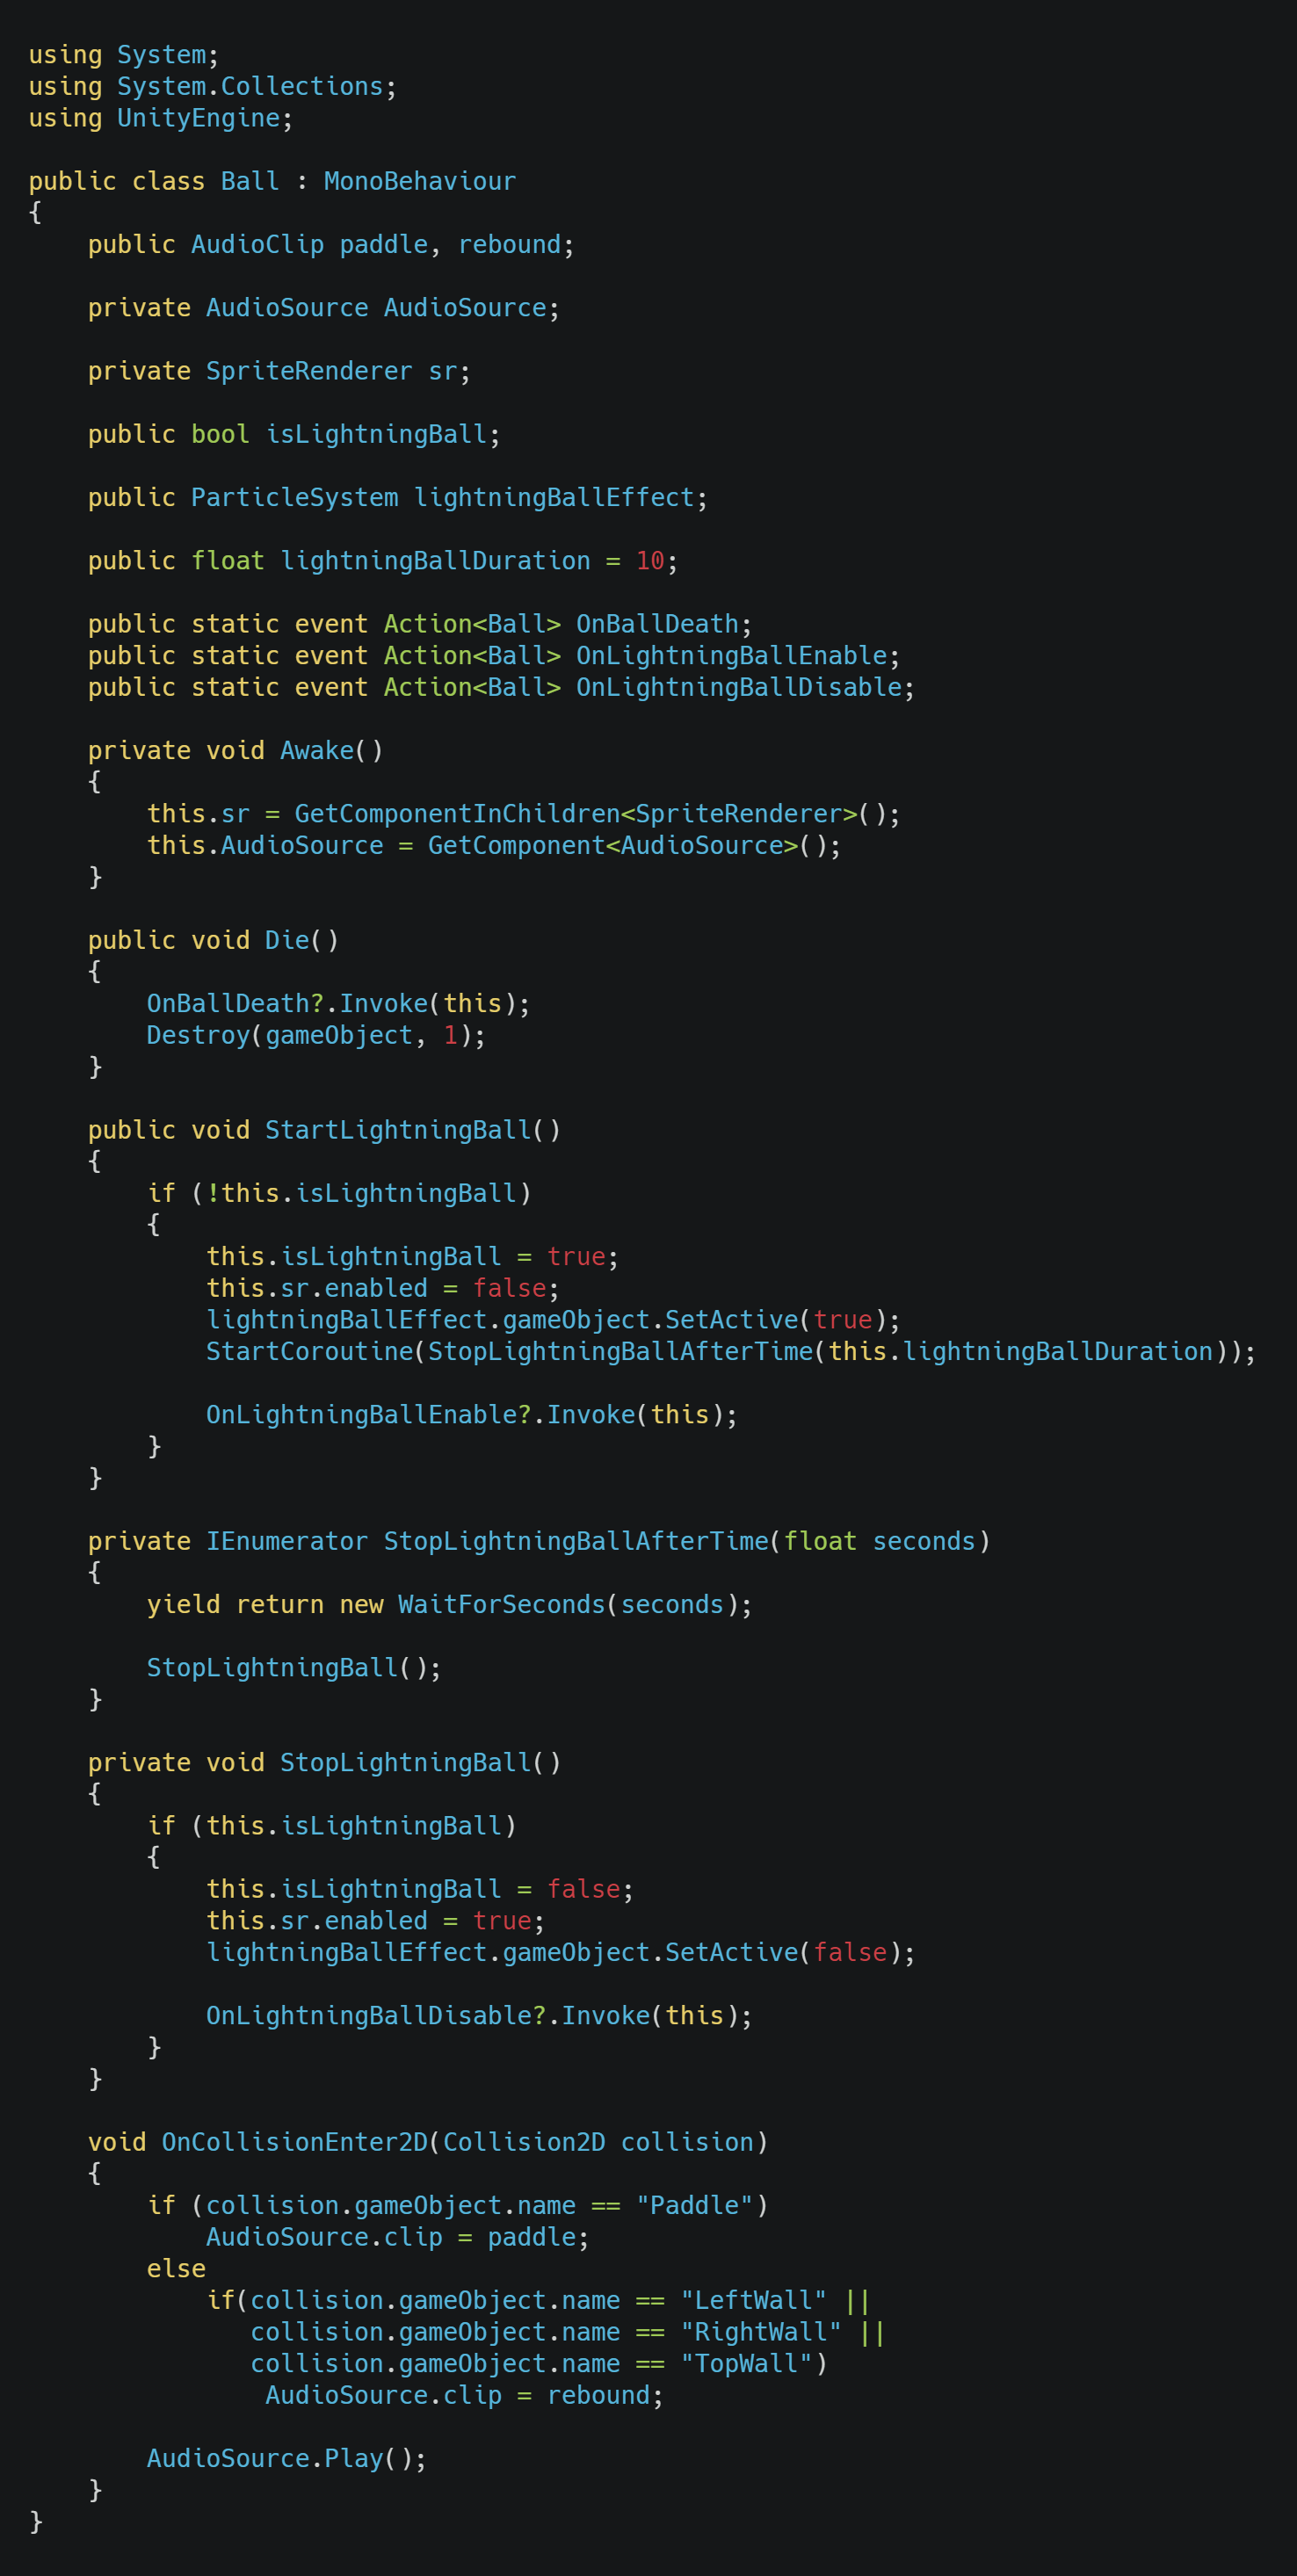 using System;
using System.Collections;
using UnityEngine;

public class Ball : MonoBehaviour
{
    public AudioClip paddle, rebound;

    private AudioSource AudioSource;

    private SpriteRenderer sr;

    public bool isLightningBall;

    public ParticleSystem lightningBallEffect;

    public float lightningBallDuration = 10;

    public static event Action<Ball> OnBallDeath;
    public static event Action<Ball> OnLightningBallEnable;
    public static event Action<Ball> OnLightningBallDisable;

    private void Awake()
    {
        this.sr = GetComponentInChildren<SpriteRenderer>();
        this.AudioSource = GetComponent<AudioSource>();
    }

    public void Die()
    {
        OnBallDeath?.Invoke(this);
        Destroy(gameObject, 1);
    }

    public void StartLightningBall()
    {
        if (!this.isLightningBall)
        {
            this.isLightningBall = true;
            this.sr.enabled = false;
            lightningBallEffect.gameObject.SetActive(true);
            StartCoroutine(StopLightningBallAfterTime(this.lightningBallDuration));

            OnLightningBallEnable?.Invoke(this);
        }
    }

    private IEnumerator StopLightningBallAfterTime(float seconds)
    {
        yield return new WaitForSeconds(seconds);

        StopLightningBall();
    }

    private void StopLightningBall()
    {
        if (this.isLightningBall)
        {
            this.isLightningBall = false;
            this.sr.enabled = true;
            lightningBallEffect.gameObject.SetActive(false);

            OnLightningBallDisable?.Invoke(this);
        }
    }

    void OnCollisionEnter2D(Collision2D collision)
    {
        if (collision.gameObject.name == "Paddle")
            AudioSource.clip = paddle;
        else
            if(collision.gameObject.name == "LeftWall" ||
               collision.gameObject.name == "RightWall" ||
               collision.gameObject.name == "TopWall")
                AudioSource.clip = rebound;

        AudioSource.Play();
    }
}